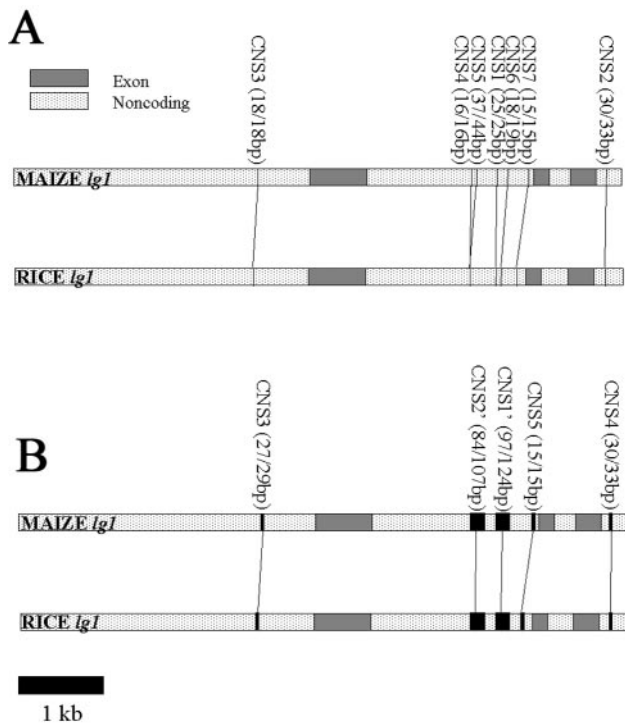 A
Exon
Noncoding
CNS3 (18/18bp)
CNS4 (16/16bp)
CNS5 (37/44bp)
CNS1 (25/25bp)
CNS6 (18/19bp)
CNS7 (15/15bp)
CNS2 (30/33bp)
MAIZE lg1
RICE lg1
B
CNS3 (27/29bp)
CNS2' (84/107bp)
CNS1' (97/124bp)
CNS5 (15/15bp)
CNS4 (30/33bp)
MAIZE lg1
RICE lg1
1 kb